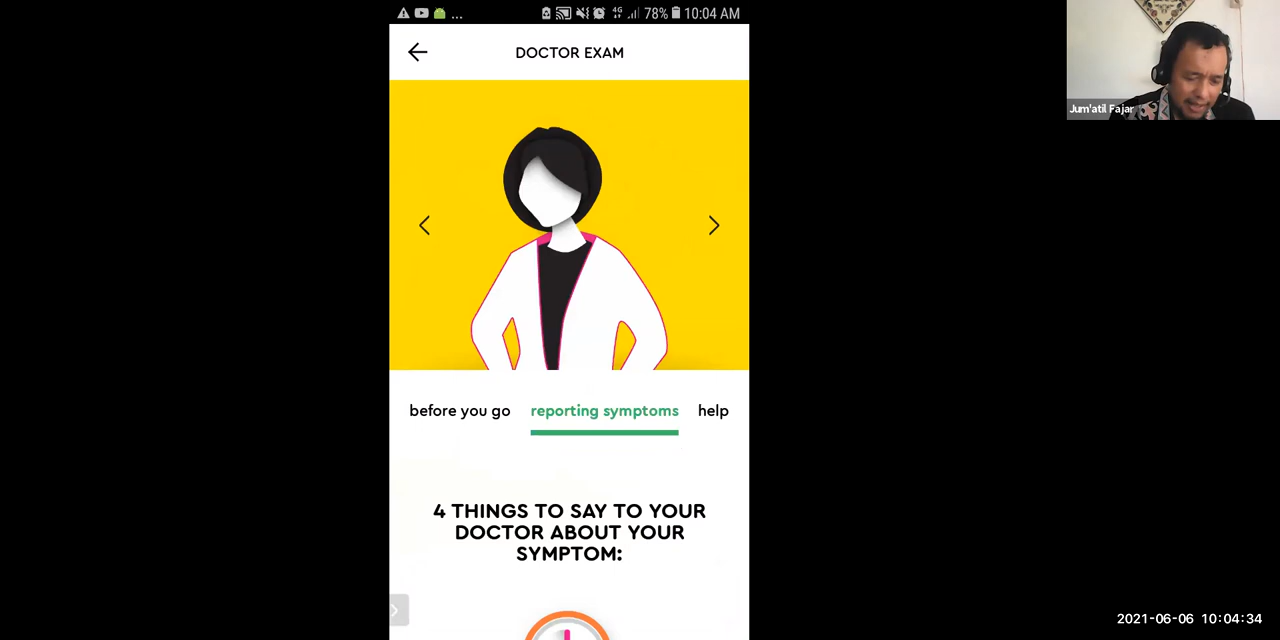 ... 4G 78% 10:04 AM
DOCTOR EXAM
Jum'atil Fajar
before you go reporting symptoms help
4 THINGS TO SAY TO YOUR
DOCTOR ABOUT YOUR
SYMPTOM:
2021-06-06 10:04:34